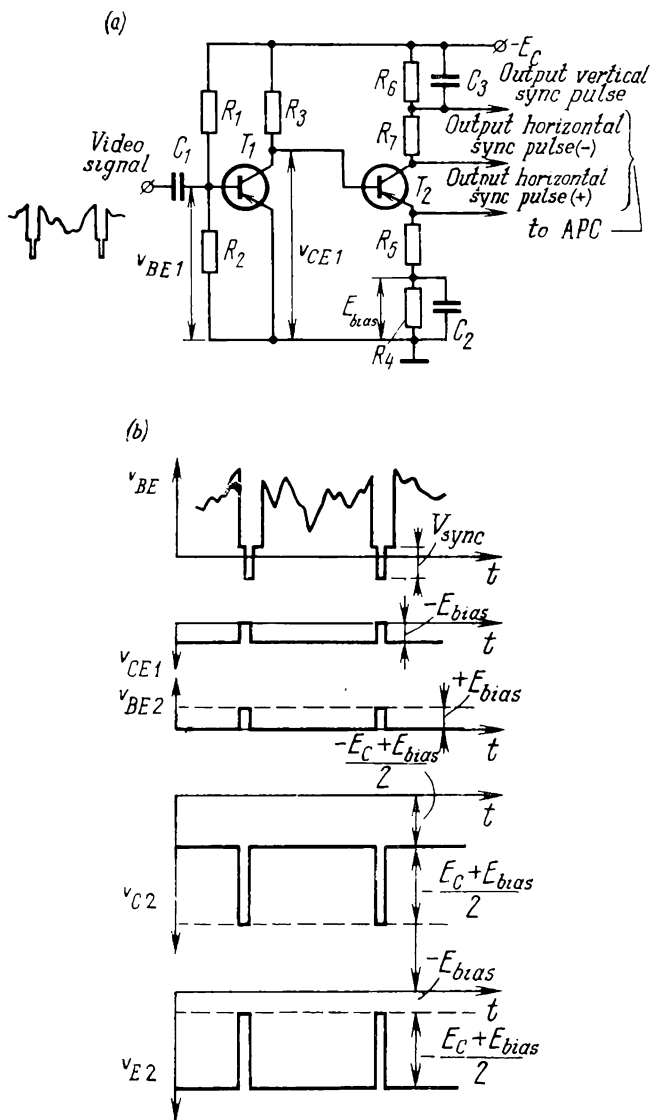 (a)
-E_C
R_6
C_3
Output vertical
sync pulse
R_1
R_3
R_7
Output horizontal
sync pulse(-)
Video
signal
C_1
T_1
T_2
Output horizontal
sync pulse(+)
to APC
v_BE1
R_2
v_CE1
R_5
E_bias
R_4
C_2
(b)
v_BE
V_sync
t
-E_bias
t
v_CE1
v_BE2
+E_bias
t
-E_C+E_bias
2
t
v_C2
-E_C+E_bias
2
-E_bias
t
v_E2
-E_C+E_bias
2